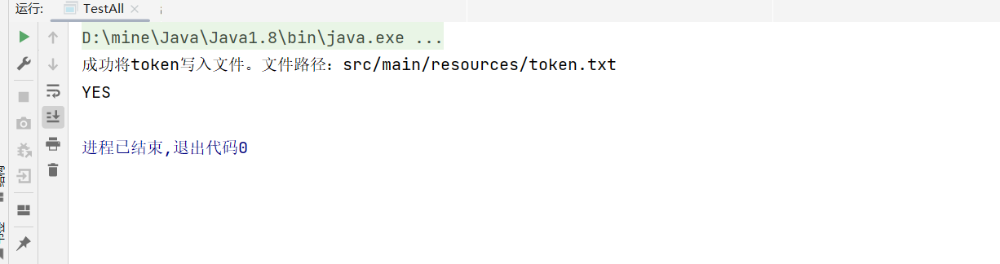 运行: TestAll
D:\mine\Java\Java1.8\bin\java.exe ...
成功将token写入文件。文件路径：src/main/resources/token.txt
YES
进程已结束,退出代码0